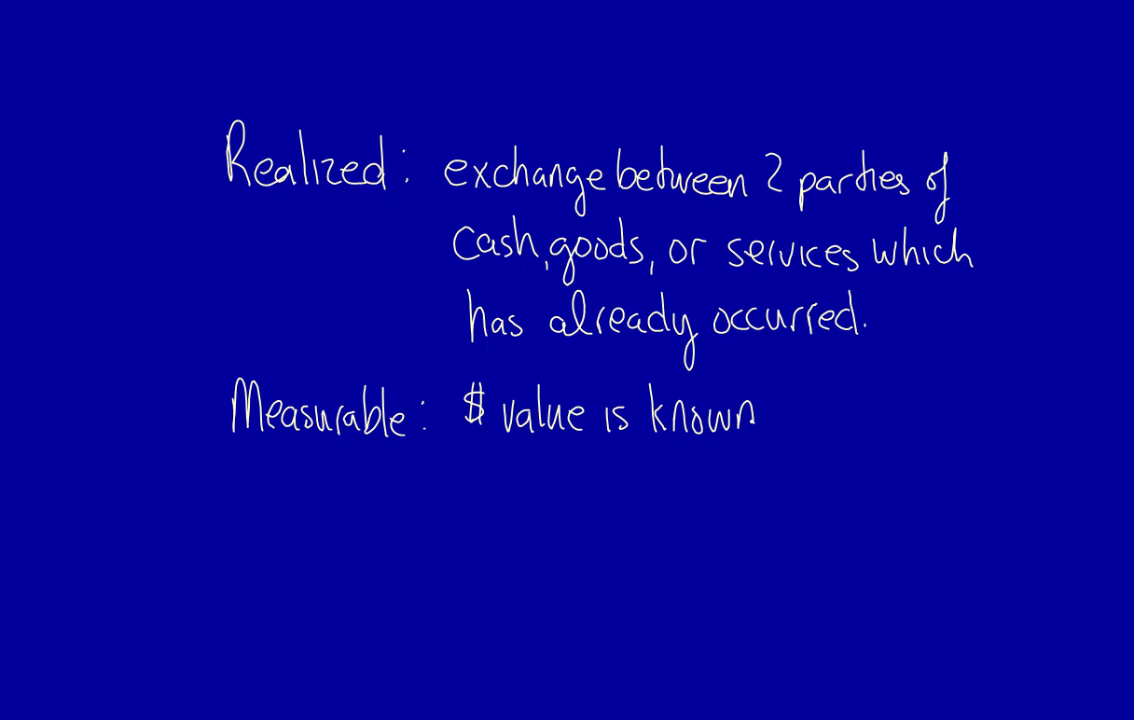 Realized: exchange between 2 parties of
cash, goods, or services which
has already occurred.
Measurable: $ value is known